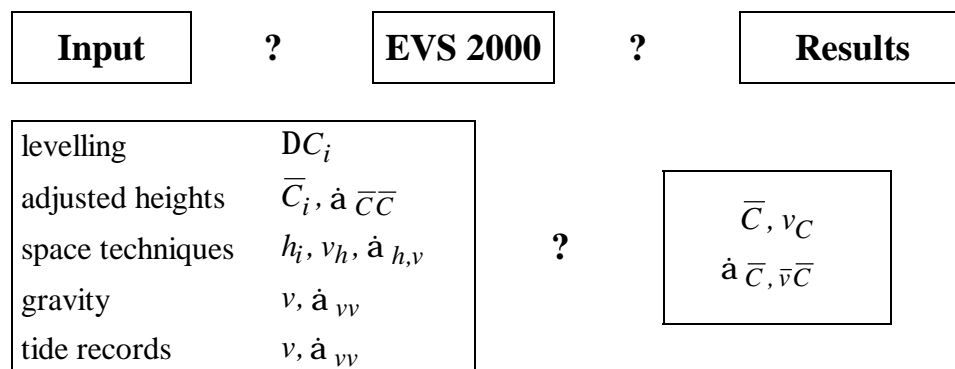 Input ? EVS 2000 ? Results
levelling DC_i
adjusted heights C̅_i, ȧ C̅C̅
space techniques h_i, v_h, ȧ h,v
gravity v, ȧ vv
tide records v, ȧ vv
?
C̅, v_C
ȧ C̅, v̅C̅